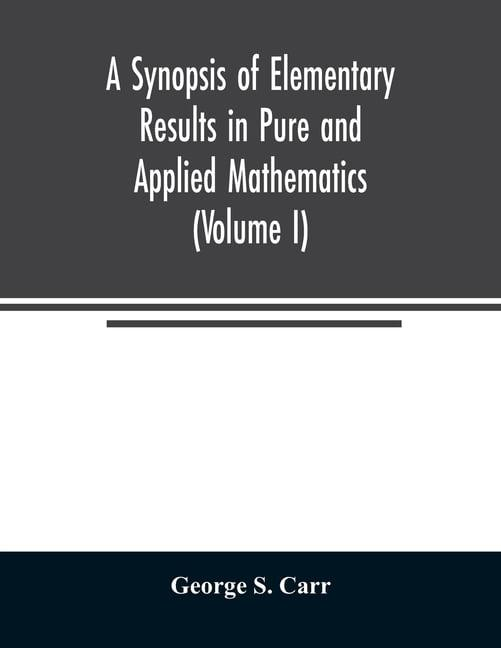 A Synopsis of Elementary
Results in Pure and
Applied Mathematics
(Volume I)
George S. Carr